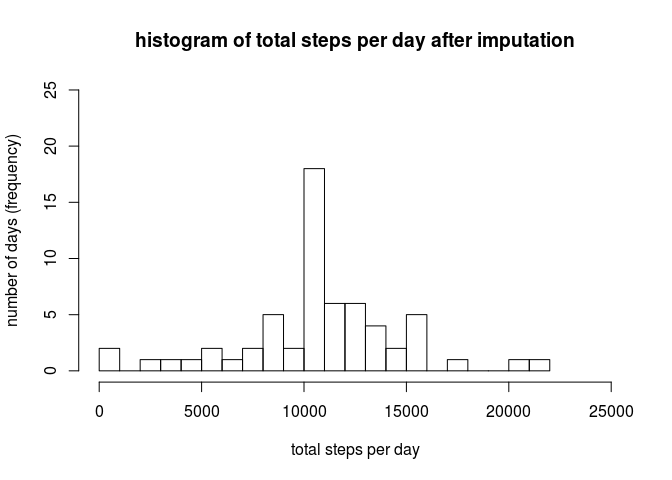 histogram of total steps per day after imputation
number of days (frequency)
25
20
15
10
5
0
0 5000 10000 15000 20000 25000
total steps per day